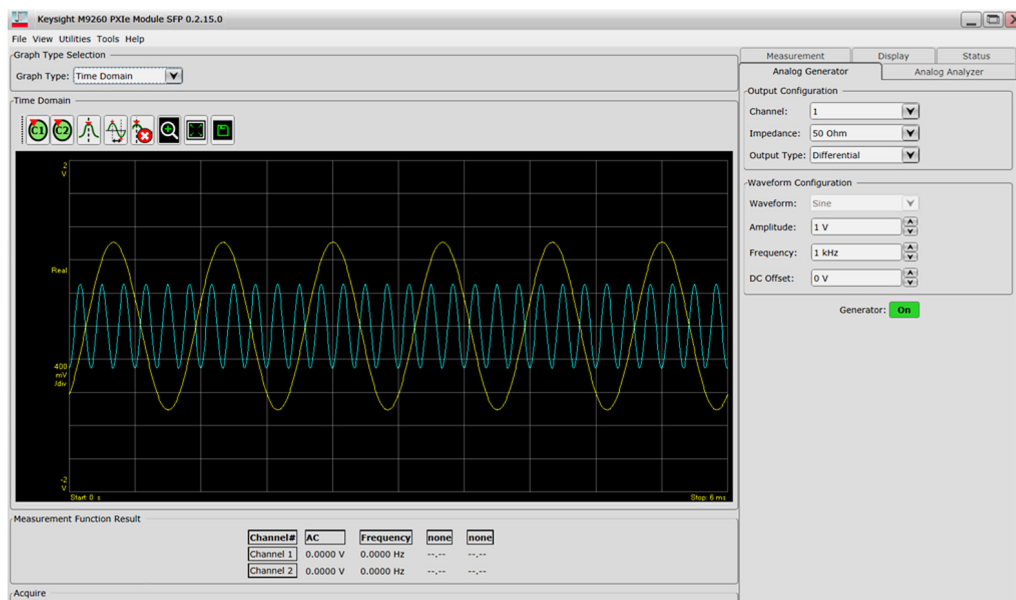 Keysight M9260 PXIe Module SFP 0.2.15.0
File View Utilities Tools Help
Graph Type Selection
Graph Type: Time Domain
Time Domain
C1 C2
2
V
Real
400
mV
/div
-2
V
Start 0 s Stop: 6 ms
Measurement Function Result
Channel# AC Frequency none none
Channel 1 0.0000 V 0.0000 Hz --.-- --.--
Channel 2 0.0000 V 0.0000 Hz --.-- --.--
Acquire
Measurement Display Status
Analog Generator Analog Analyzer
Output Configuration
Channel: 1
Impedance: 50 Ohm
Output Type: Differential
Waveform Configuration
Waveform: Sine
Amplitude: 1 V
Frequency: 1 kHz
DC Offset: 0 V
Generator: On